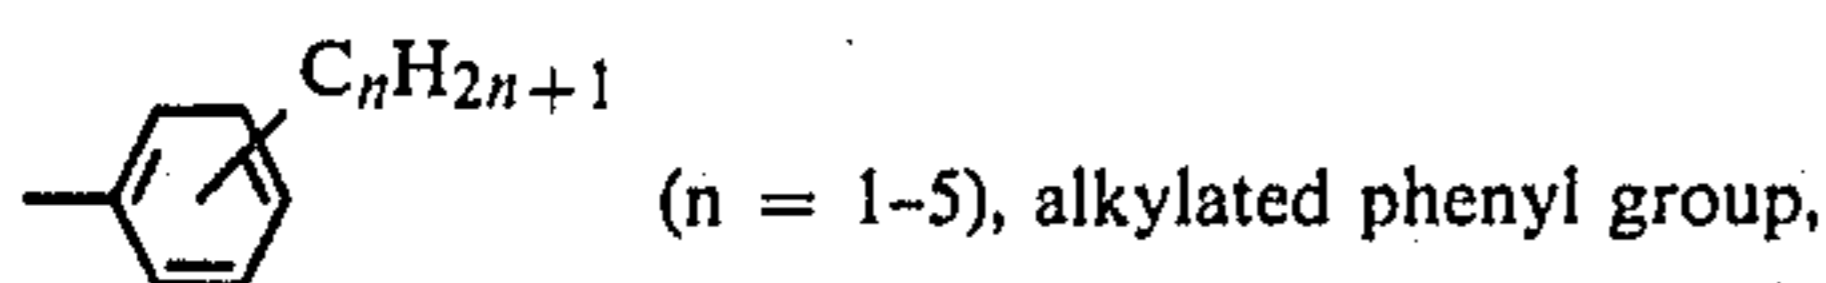 CnH2n+1
(n = 1-5), alkylated phenyl group,